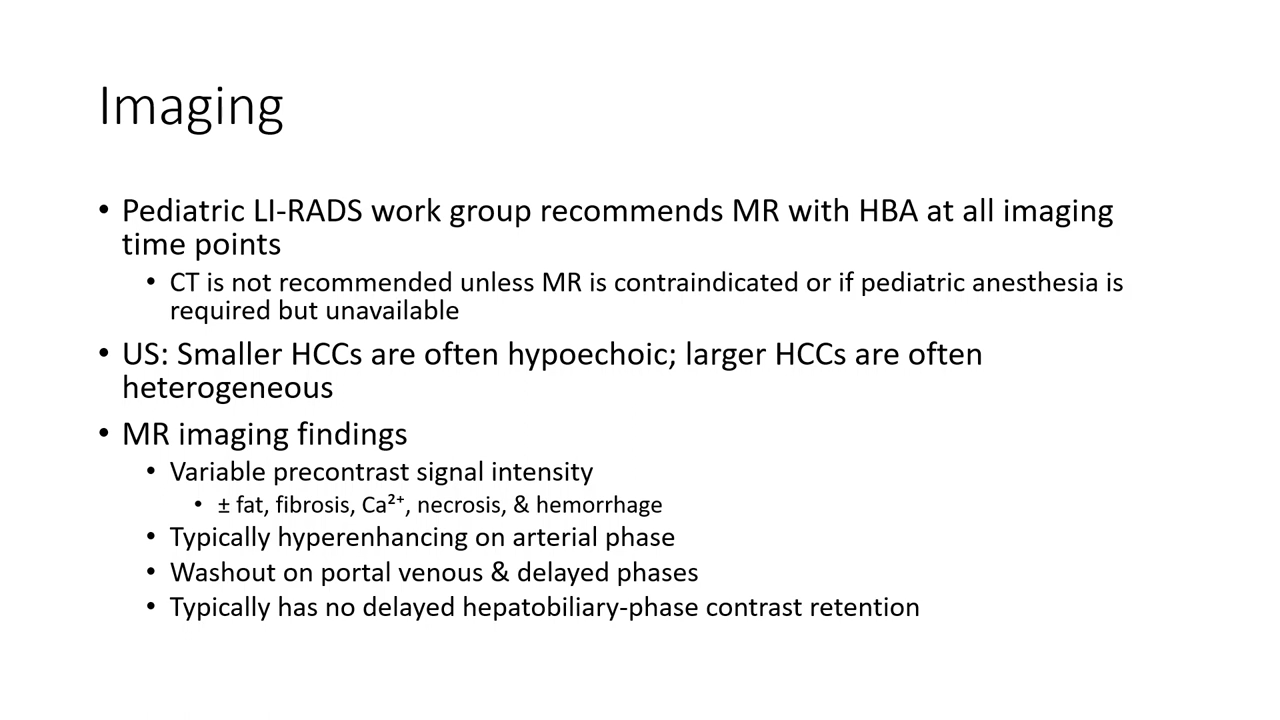 Imaging
• Pediatric LI-RADS work group recommends MR with HBA at all imaging
time points
• CT is not recommended unless MR is contraindicated or if pediatric anesthesia is
required but unavailable
• US: Smaller HCCs are often hypoechoic; larger HCCs are often
heterogeneous
• MR imaging findings
• Variable precontrast signal intensity
• ± fat, fibrosis, Ca²⁺, necrosis, & hemorrhage
• Typically hyperenhancing on arterial phase
• Washout on portal venous & delayed phases
• Typically has no delayed hepatobiliary-phase contrast retention